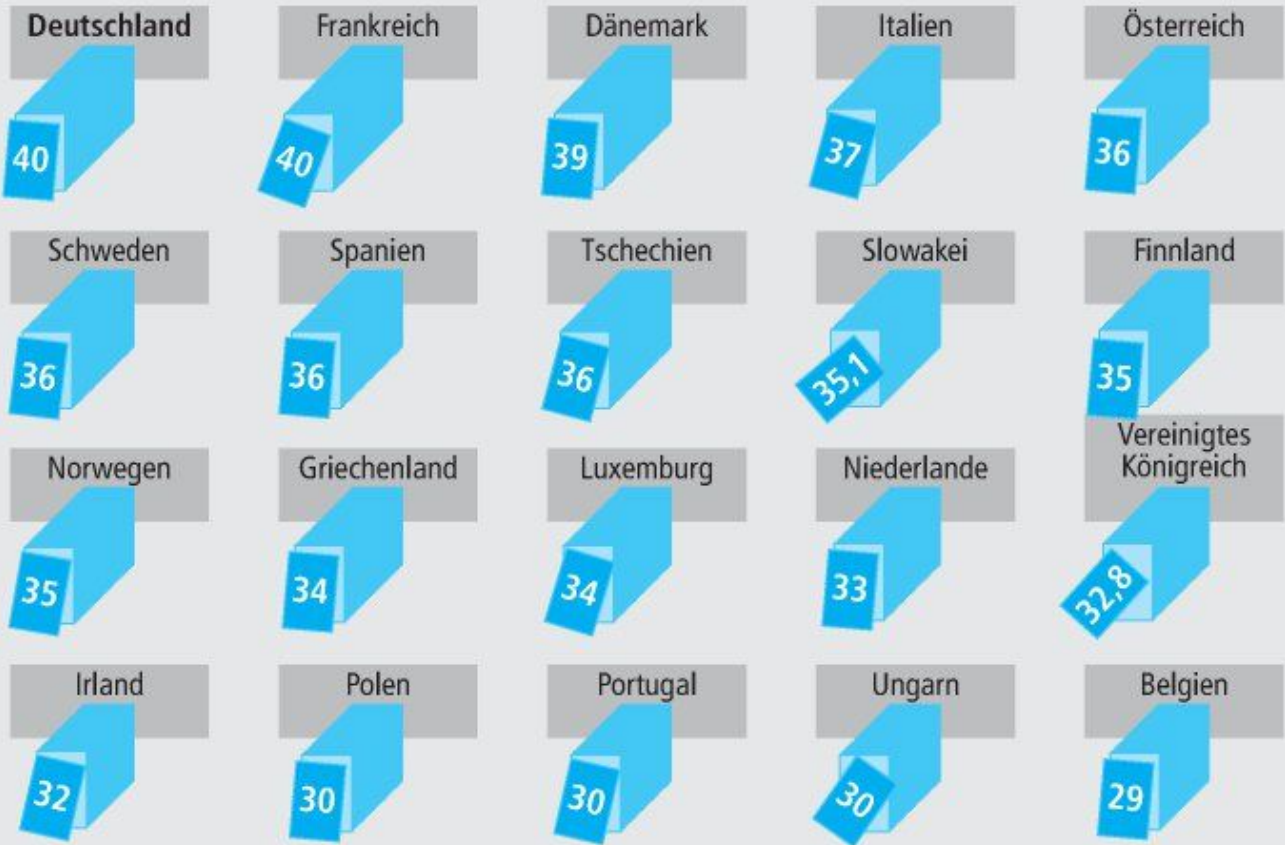 Deutschland Frankreich Dänemark Italien Österreich
40 40 39 37 36
Schweden Spanien Tschechien Slowakei Finnland
36 36 36 35,1 35
Norwegen Griechenland Luxemburg Niederlande Vereinigtes
Königreich
35 34 34 33 32,8
Irland Polen Portugal Ungarn Belgien
32 30 30 30 29